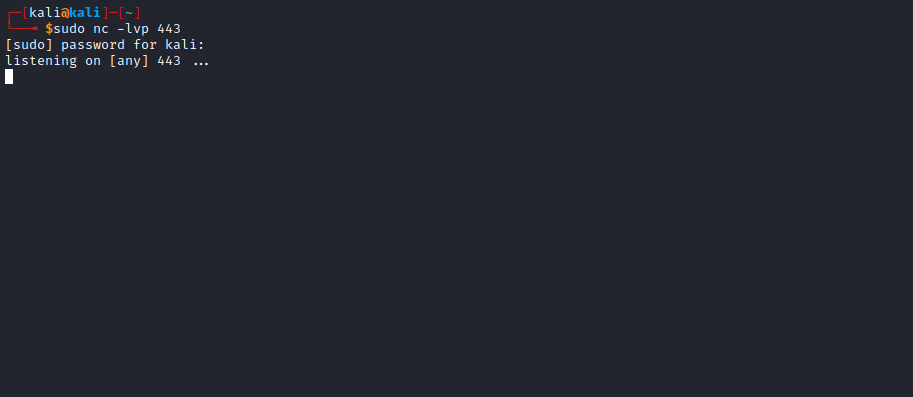 ┌─[kali@kali]─[~]
└──╼ $sudo nc -lvp 443
[sudo] password for kali:
listening on [any] 443 ...